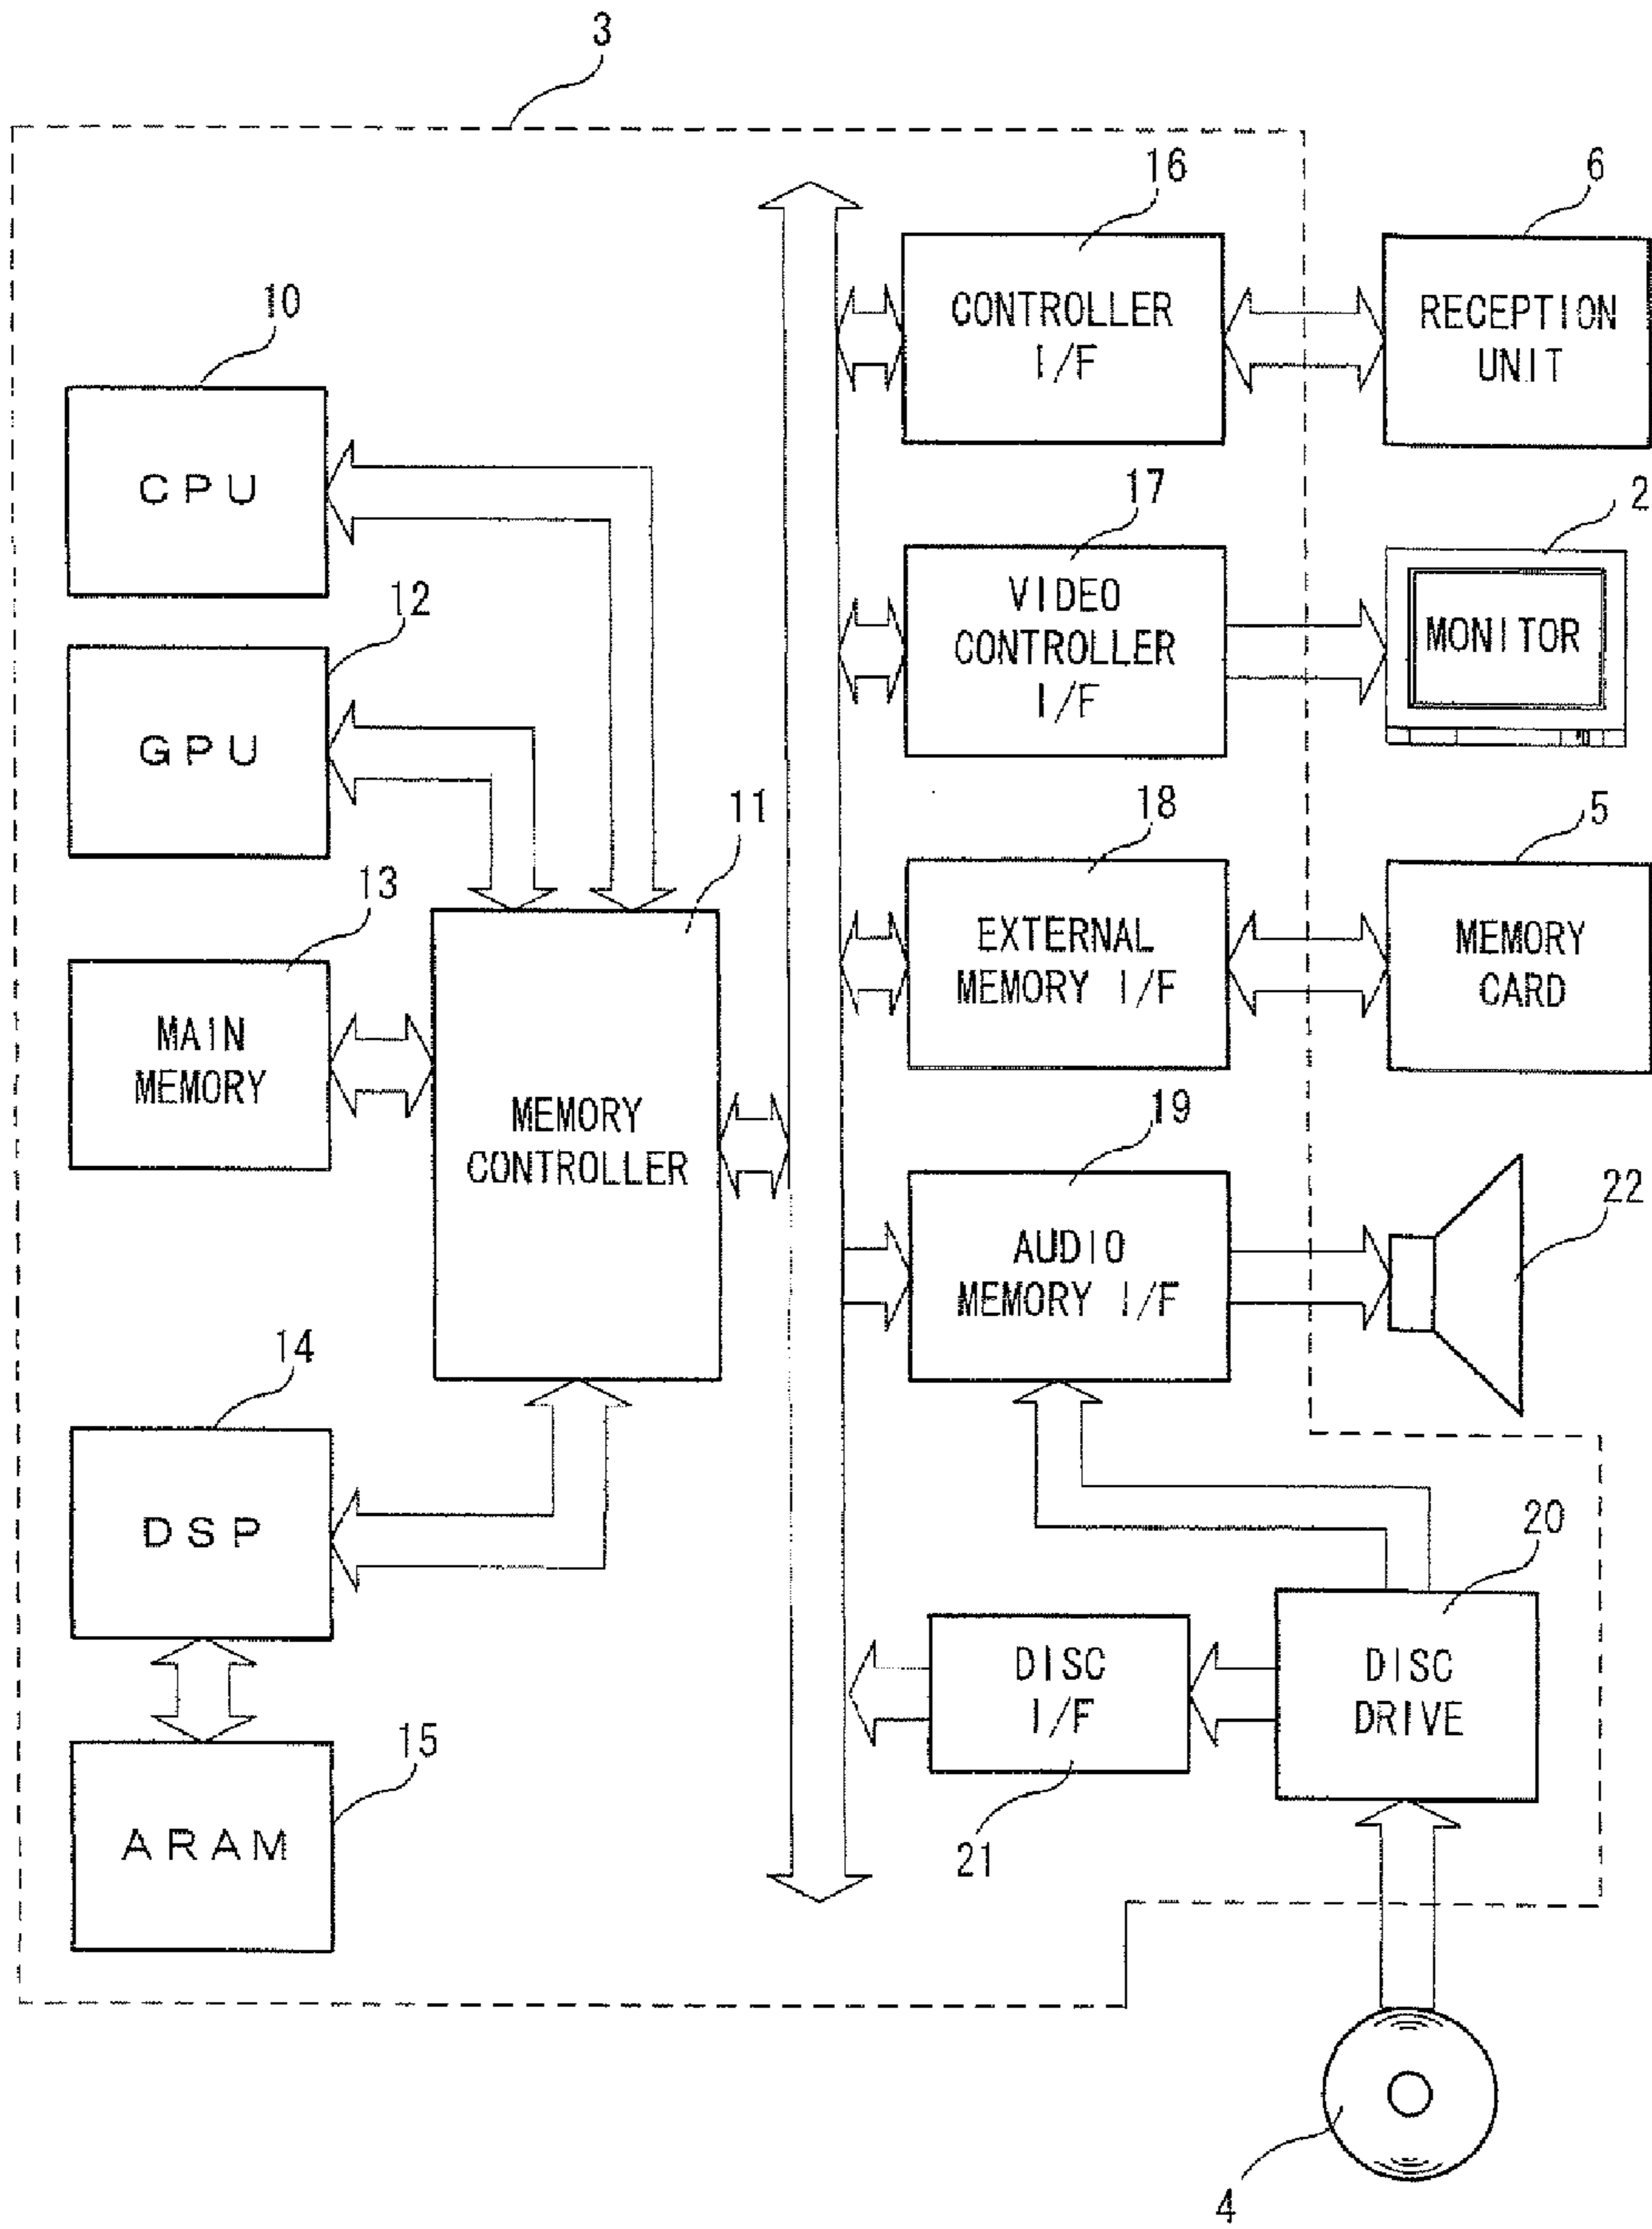 3
16
6
CONTROLLER
I/F
RECEPTION
UNIT
10
CPU
17
2
VIDEO
CONTROLLER
I/F
MONITOR
12
GPU
11
18
5
13
EXTERNAL
MEMORY I/F
MEMORY
CARD
MAIN
MEMORY
MEMORY
CONTROLLER
19
22
AUDIO
MEMORY I/F
14
DSP
20
DISC
I/F
DISC
DRIVE
15
21
ARAM
4